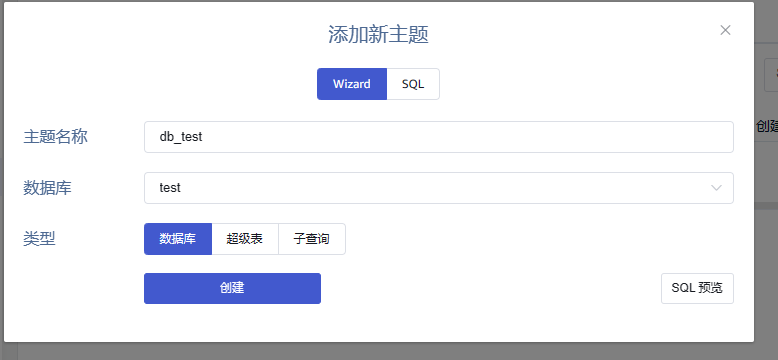 添加新主题
Wizard SQL
主题名称 db_test
创建
数据库 test
类型 数据库 超级表 子查询
创建 SQL 预览